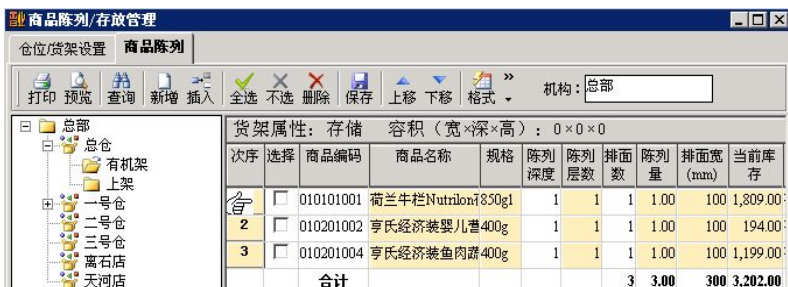 商品陈列/存放管理
仓位/货架设置 商品陈列
打印 预览 查询 新增 插入 全选 不选 删除 保存 上移 下移 格式 » 机构：总部
总部
总仓
有机架
上架
一号仓
二号仓
三号仓
离石店
天河店
货架属性：存储 容积（宽×深×高）：0×0×0
次序 选择 商品编码 商品名称 规格 陈列深度 陈列层数 排面数 陈列量 排面宽(mm) 当前库存
010101001 荷兰牛栏Nutrilon 850g1 1 1 1 1.00 100 1,809.00
2 010201002 亨氏经济装婴儿营 400g 1 1 1 1.00 100 194.00
3 010201004 亨氏经济装鱼肉蔬 400g 1 1 1 1.00 100 1,199.00
合计 3 3.00 300 3,202.00